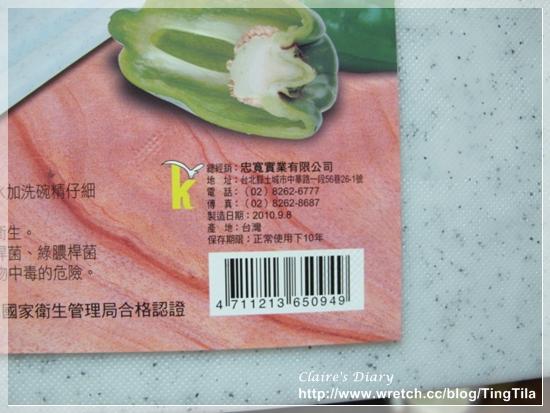 k
總經銷：忠寬實業有限公司
地　址：台北縣土城市中華路一段56巷26-1號
電　話：（02）8262-6777
傳　真：（02）8262-8687
製造日期：2010.9.8
產　地：台灣
保存期限：正常使用下10年
水加洗碗精仔細
衛生。
桿菌、綠膿桿菌
物中毒的危險。
國家衛生管理局合格認證
4 711213 650949
Claire's Diary
http://www.wretch.cc/blog/TingTila